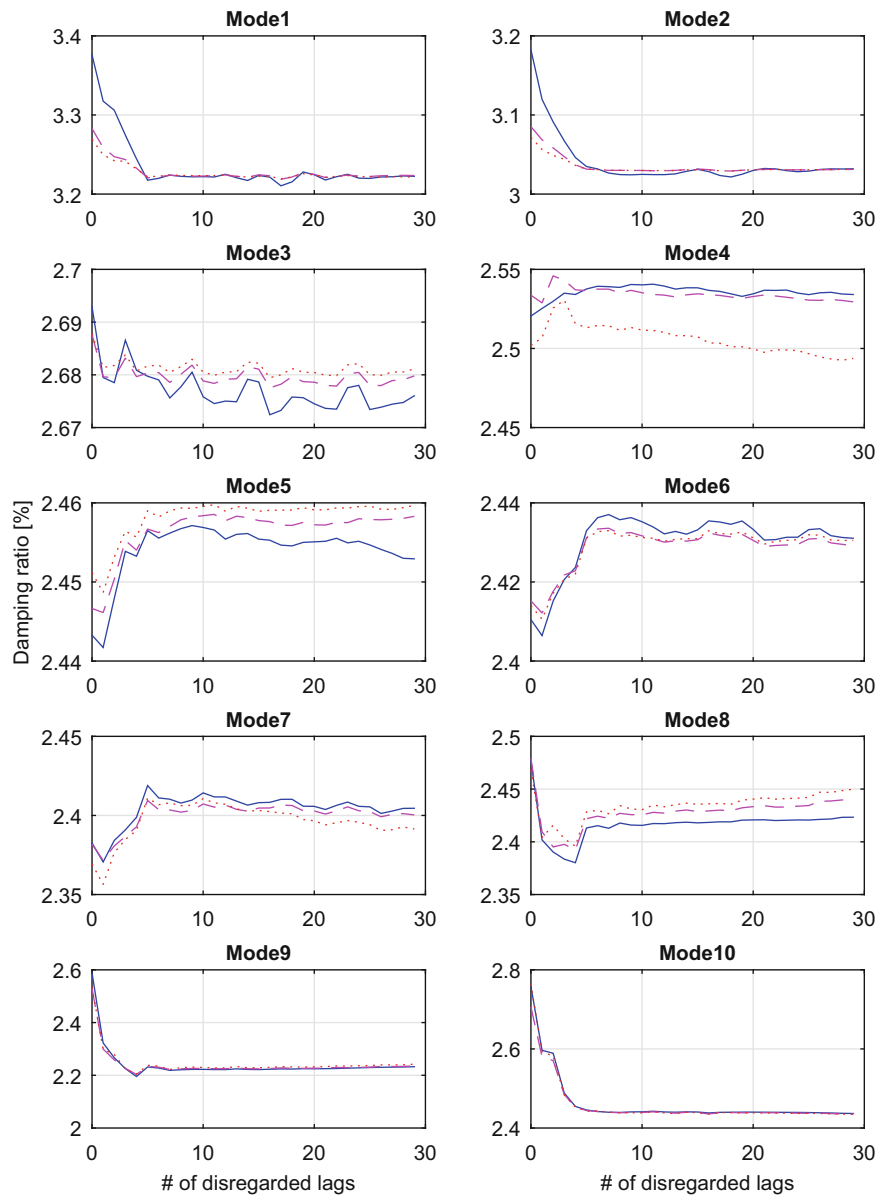 Mode1
3.4
3.3
3.2
0 10 20 30
Mode2
3.2
3.1
3
0 10 20 30
Mode3
2.7
2.69
2.68
2.67
0 10 20 30
Mode4
2.55
2.5
2.45
0 10 20 30
Damping ratio [%]
Mode5
2.46
2.45
2.44
0 10 20 30
Mode6
2.44
2.42
2.4
0 10 20 30
Mode7
2.45
2.4
2.35
0 10 20 30
Mode8
2.5
2.45
2.4
2.35
0 10 20 30
Mode9
2.6
2.4
2.2
2
0 10 20 30
# of disregarded lags
Mode10
2.8
2.6
2.4
0 10 20 30
# of disregarded lags